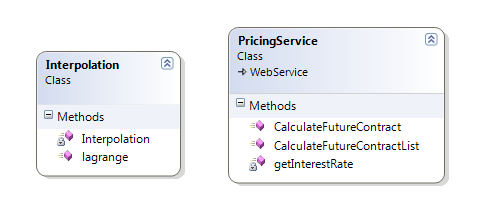 Interpolation
Class
Methods
Interpolation
lagrange
PricingService
Class
WebService
Methods
CalculateFutureContract
CalculateFutureContractList
getInterestRate